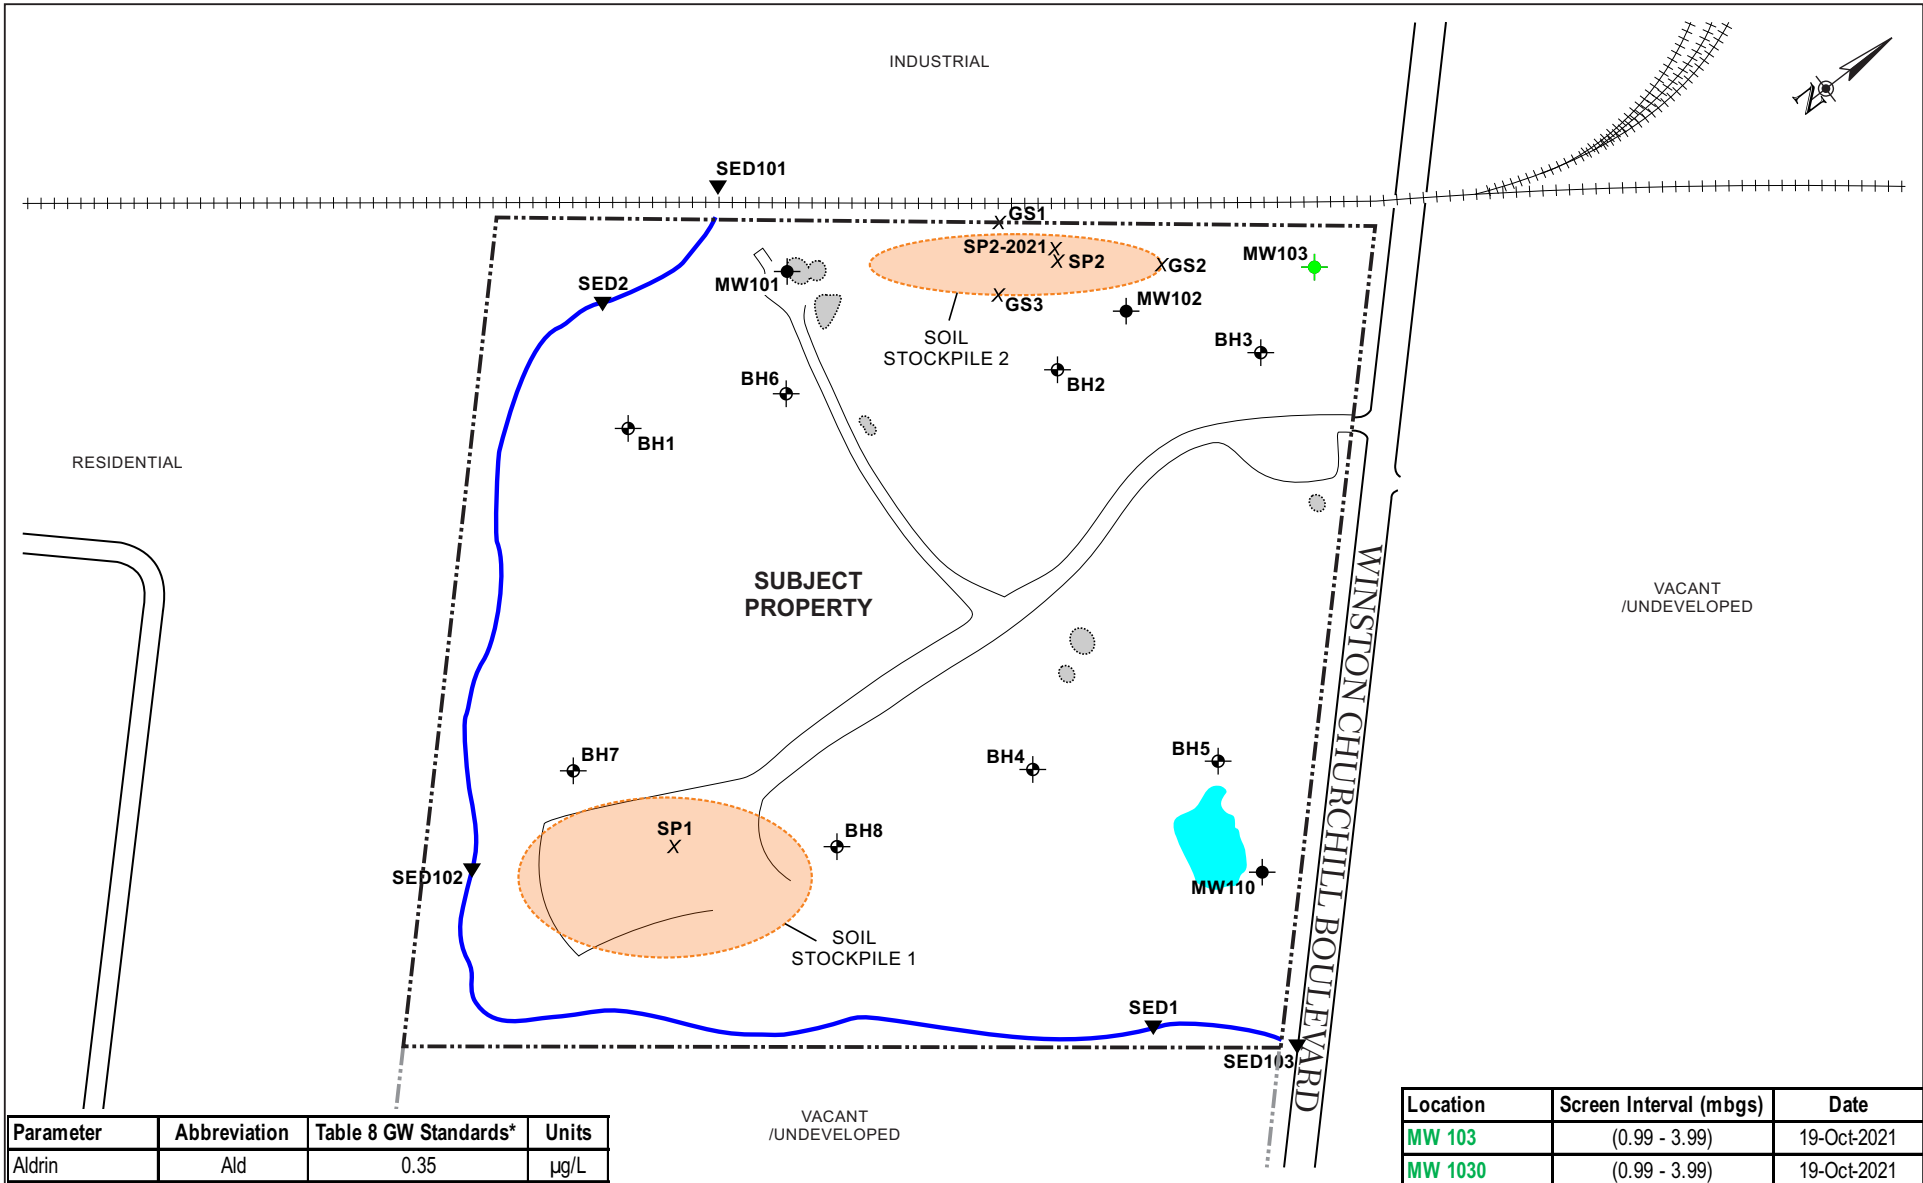 INDUSTRIAL
N
SED101
GS1
SP2-2021
SP2
GS2
MW103
MW101
SED2
GS3
MW102
SOIL
STOCKPILE 2
BH3
BH6
BH2
BH1
RESIDENTIAL
SUBJECT
PROPERTY
VACANT
/UNDEVELOPED
WINSTON CHURCHILL BOULEVARD
BH7
BH4
BH5
SP1
BH8
SED102
MW110
SOIL
STOCKPILE 1
SED1
SED103
VACANT
/UNDEVELOPED
Parameter Abbreviation Table 8 GW Standards* Units
Aldrin Ald 0.35 µg/L
Location Screen Interval (mbgs) Date
MW 103 (0.99 - 3.99) 19-Oct-2021
MW 1030 (0.99 - 3.99) 19-Oct-2021